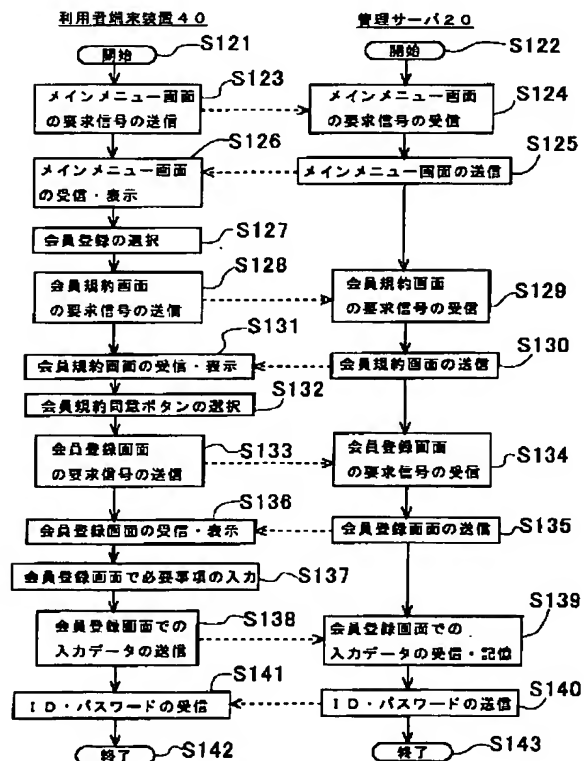 利用者端末装置40
管理サーバ20
開始
S121
開始
S122
メインメニュー画面
の要求信号の送信
S123
メインメニュー画面
の要求信号の受信
S124
メインメニュー画面
の受信・表示
S126
メインメニュー画面の送信
S125
会員登録の選択
S127
会員規約画面
の要求信号の送信
S128
会員規約画面
の要求信号の受信
S129
会員規約画面の受信・表示
S131
会員規約画面の送信
S130
会員規約同意ボタンの選択
S132
会員登録画面
の要求信号の送信
S133
会員登録画面
の要求信号の受信
S134
会員登録画面の受信・表示
S136
会員登録画面の送信
S135
会員登録画面で必要事項の入力
S137
会員登録画面での
入力データの送信
S138
会員登録画面での
入力データの受信・記憶
S139
ID・パスワードの受信
S141
ID・パスワードの送信
S140
終了
S142
終了
S143